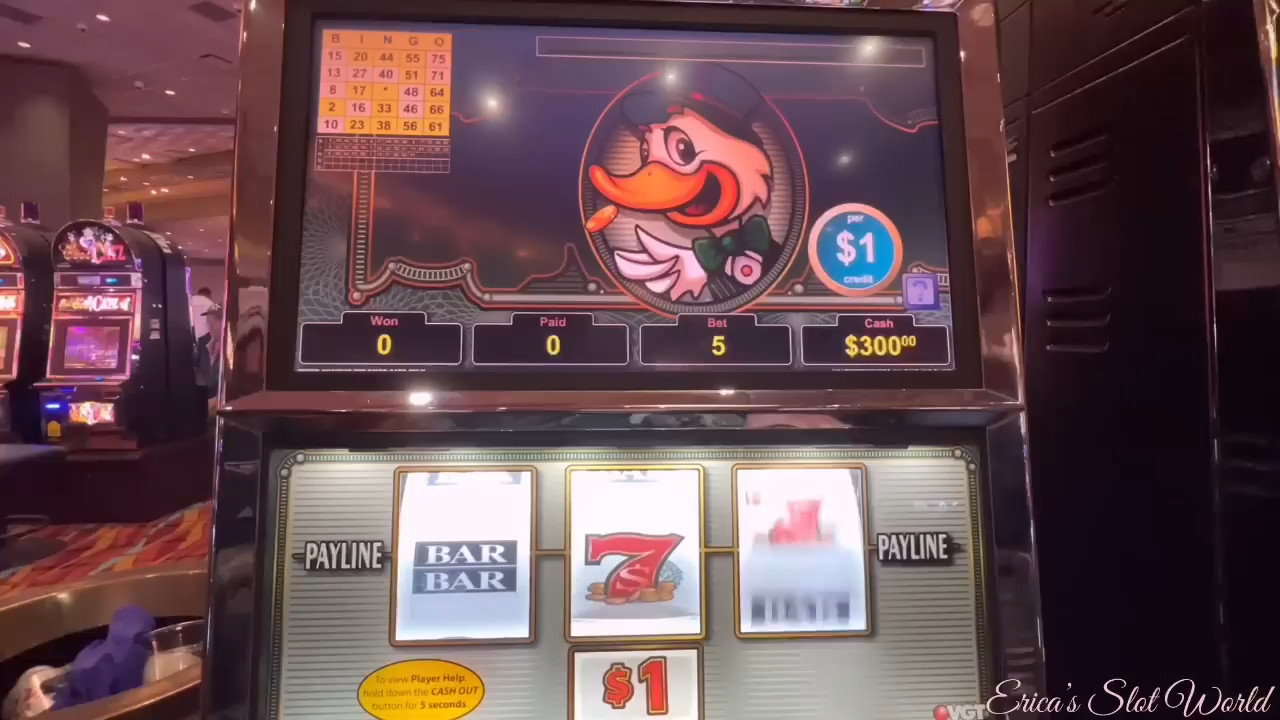 B I N G O
15 20 44 55 75
13 27 40 51 71
8 17 * 48 64
2 16 33 46 66
10 23 38 56 61
per
$1
credit
?
Won
0
Paid
0
Bet
5
Cash
$300⁰⁰
PAYLINE
BAR
BAR
7
$
PAYLINE
To view Player Help,
hold down the CASH OUT
button for 5 seconds
$1
VGT
Erica's Slot World